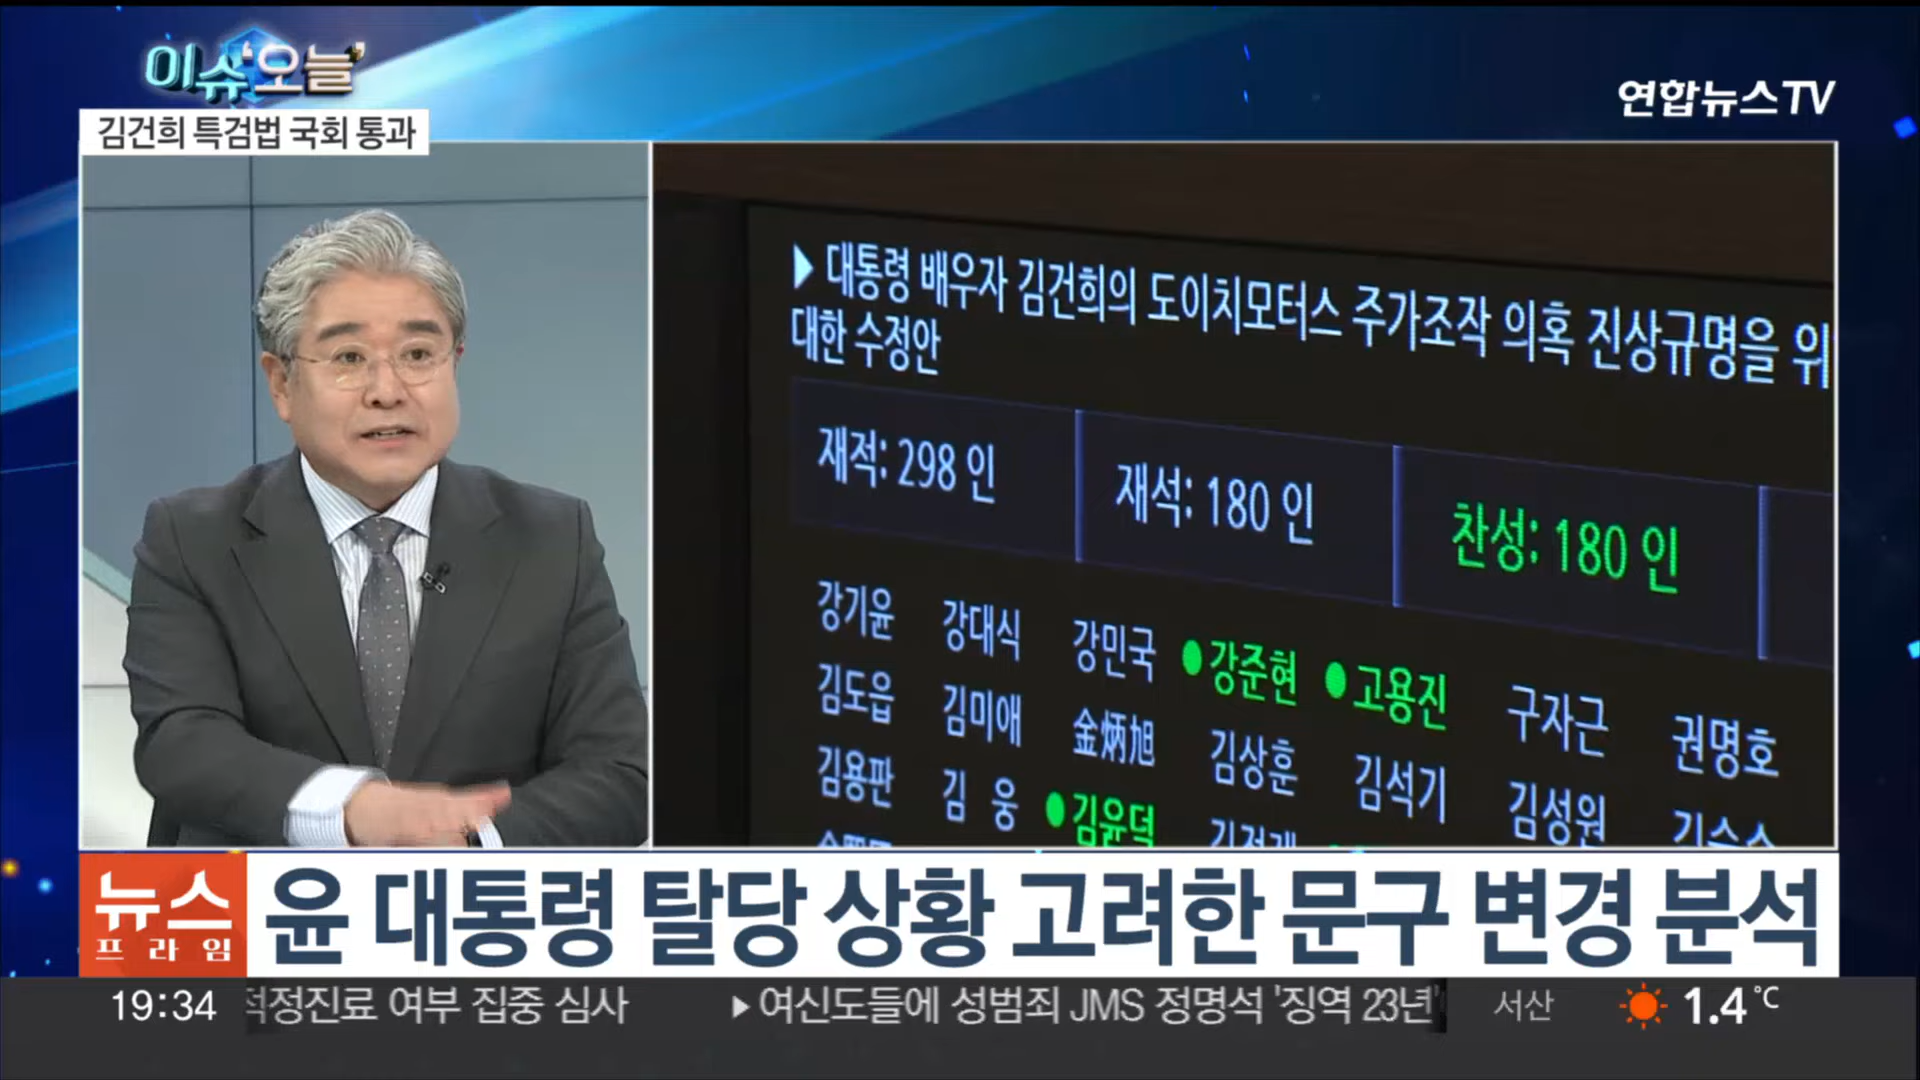 이슈 '오늘'
연합뉴스TV
김건희 특검법 국회 통과
▶ 대통령 배우자 김건희의 도이치모터스 주가조작 의혹 진상규명을 위
대한 수정안
재적: 298 인 재석: 180 인 찬성: 180 인
강기윤 강대식 강민국 ●강준현 ●고용진 구자근 권명호
김도읍 김미애 金炳旭 김상훈 김석기 김성원
김용판 김 웅 ●김윤덕
뉴스
프라임
윤 대통령 탈당 상황 고려한 문구 변경 분석
19:34 적정진료 여부 집중 심사 ▶여신도들에 성범죄 JMS 정명석 '징역 23년' 서산 1.4℃